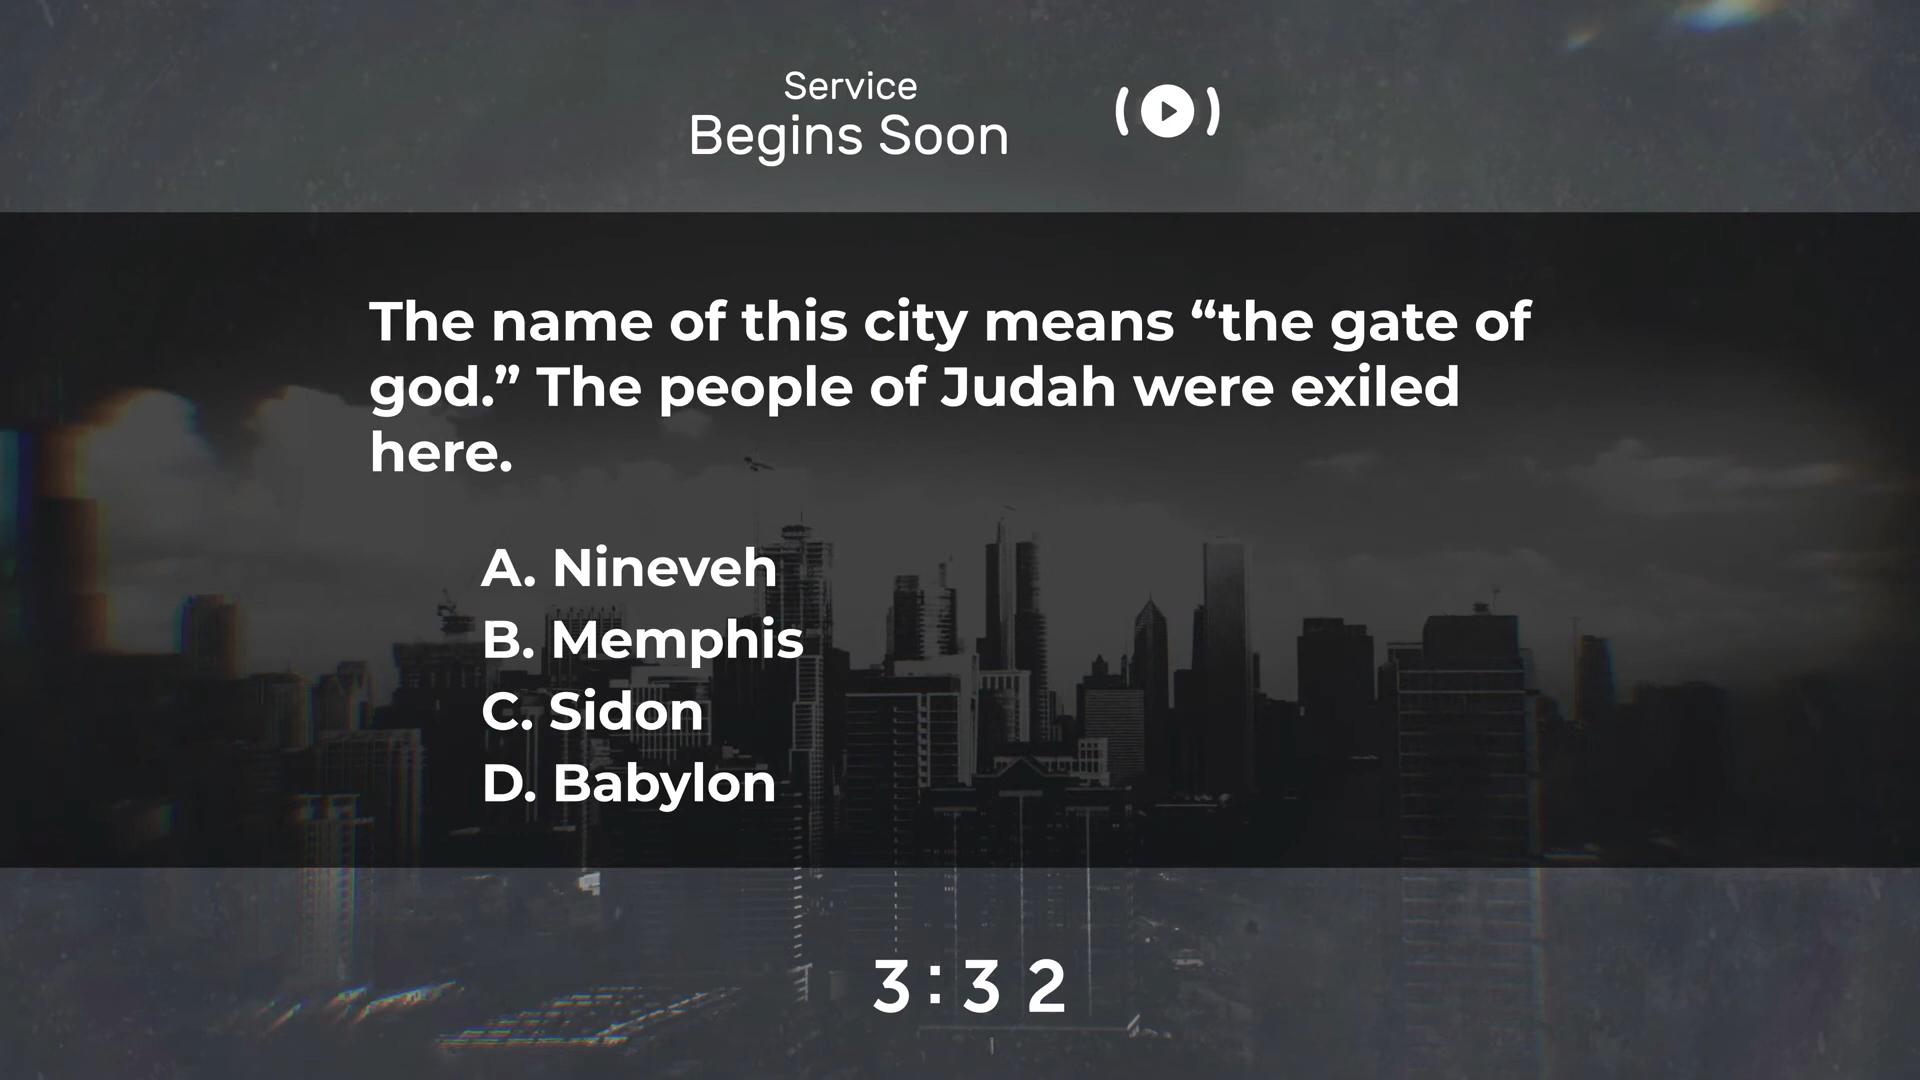 Service
Begins Soon
The name of this city means “the gate of
god.” The people of Judah were exiled
here.
A. Nineveh
B. Memphis
C. Sidon
D. Babylon
3:32